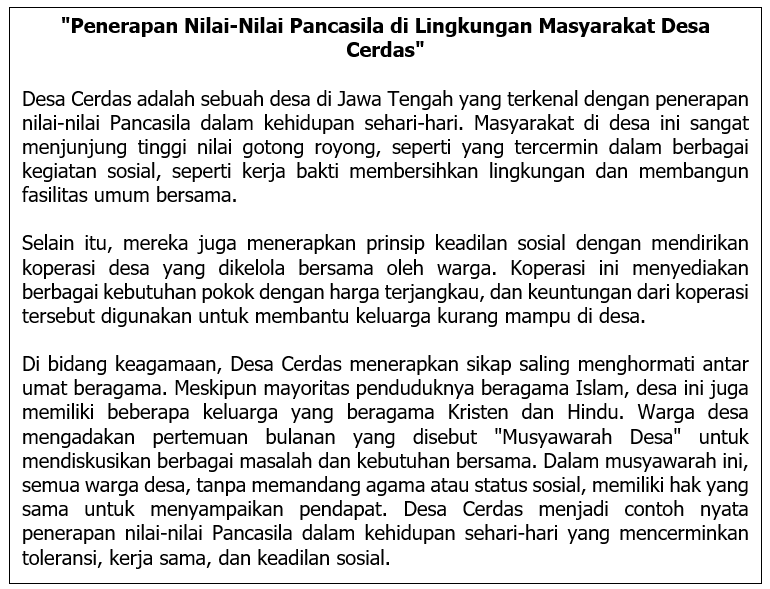 "Penerapan Nilai-Nilai Pancasila di Lingkungan Masyarakat Desa
Cerdas"
Desa Cerdas adalah sebuah desa di Jawa Tengah yang terkenal dengan penerapan
nilai-nilai Pancasila dalam kehidupan sehari-hari. Masyarakat di desa ini sangat
menjunjung tinggi nilai gotong royong, seperti yang tercermin dalam berbagai
kegiatan sosial, seperti kerja bakti membersihkan lingkungan dan membangun
fasilitas umum bersama.
Selain itu, mereka juga menerapkan prinsip keadilan sosial dengan mendirikan
koperasi desa yang dikelola bersama oleh warga. Koperasi ini menyediakan
berbagai kebutuhan pokok dengan harga terjangkau, dan keuntungan dari koperasi
tersebut digunakan untuk membantu keluarga kurang mampu di desa.
Di bidang keagamaan, Desa Cerdas menerapkan sikap saling menghormati antar
umat beragama. Meskipun mayoritas penduduknya beragama Islam, desa ini juga
memiliki beberapa keluarga yang beragama Kristen dan Hindu. Warga desa
mengadakan pertemuan bulanan yang disebut "Musyawarah Desa" untuk
mendiskusikan berbagai masalah dan kebutuhan bersama. Dalam musyawarah ini,
semua warga desa, tanpa memandang agama atau status sosial, memiliki hak yang
sama untuk menyampaikan pendapat. Desa Cerdas menjadi contoh nyata
penerapan nilai-nilai Pancasila dalam kehidupan sehari-hari yang mencerminkan
toleransi, kerja sama, dan keadilan sosial.